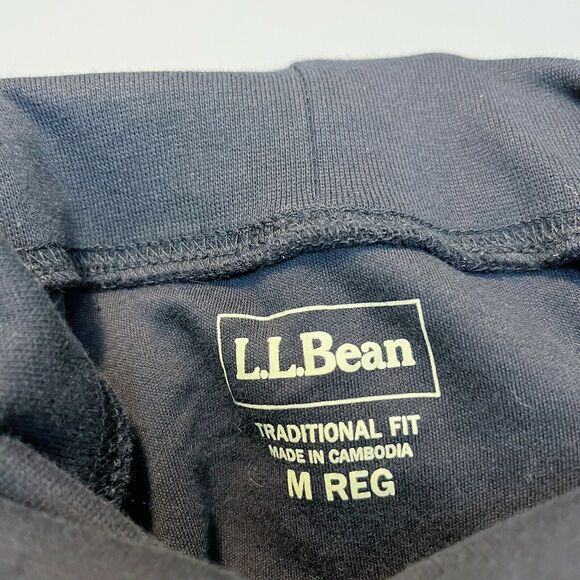 L.L.Bean
TRADITIONAL FIT
MADE IN CAMBODIA
M REG